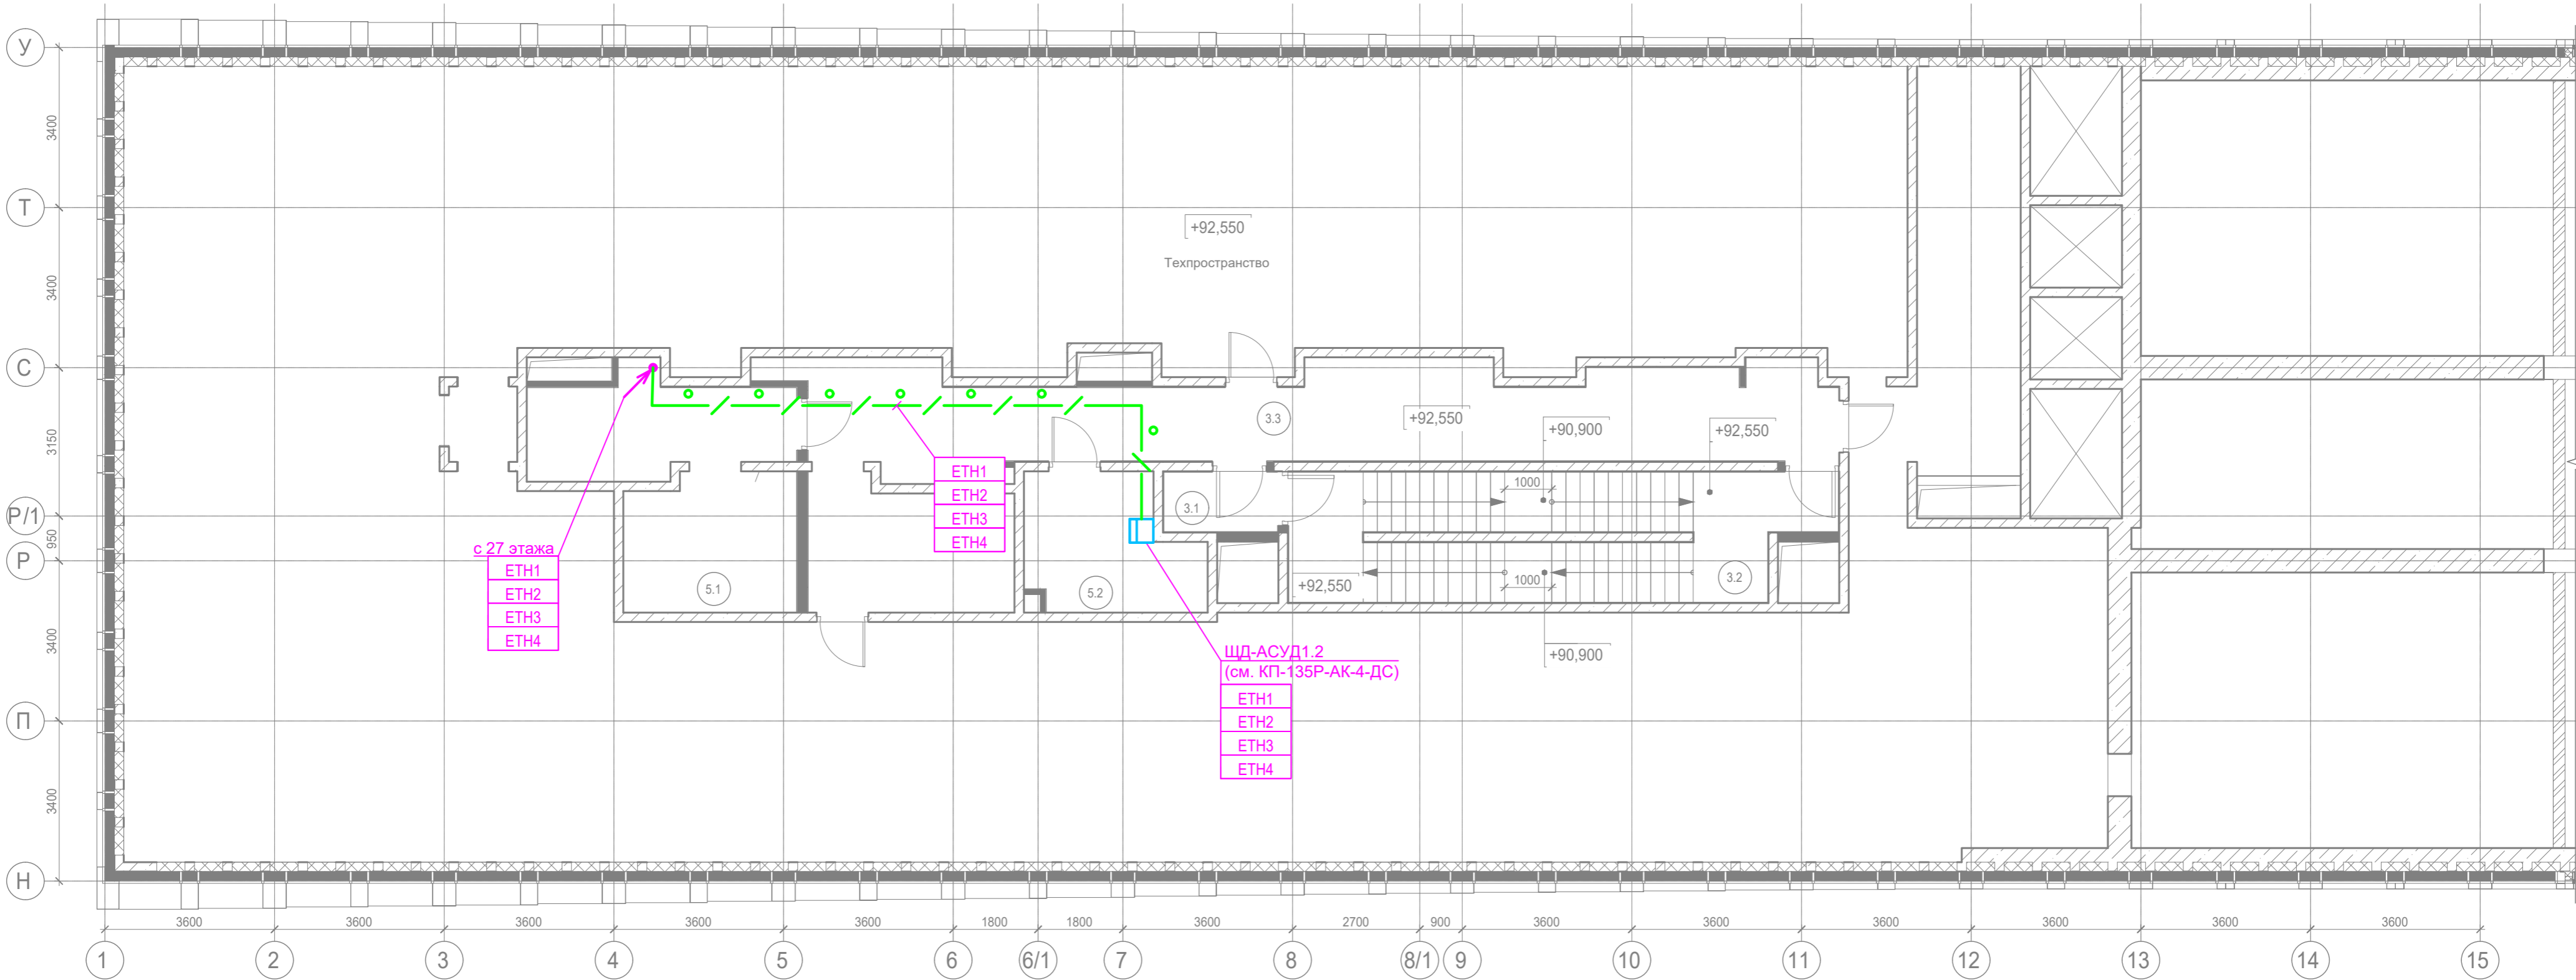 У
Т
С
Р/1
Р
П
Н
3400
3400
3150
950
3400
3400
+92,550
Техпространство
3.3
+92,550
+90,900
+92,550
1000
3.1
ETH1
ETH2
ETH3
ETH4
с 27 этажа
ETH1
ETH2
ETH3
ETH4
5.1
5.2
+92,550
1000
3.2
+90,900
ЩД-АСУД1.2
(см. КП-135Р-АК-4-ДС)
ETH1
ETH2
ETH3
ETH4
3600
3600
3600
3600
3600
1800
1800
3600
2700
900
3600
3600
3600
3600
3600
3600
1
2
3
4
5
6
6/1
7
8
8/1
9
10
11
12
13
14
15